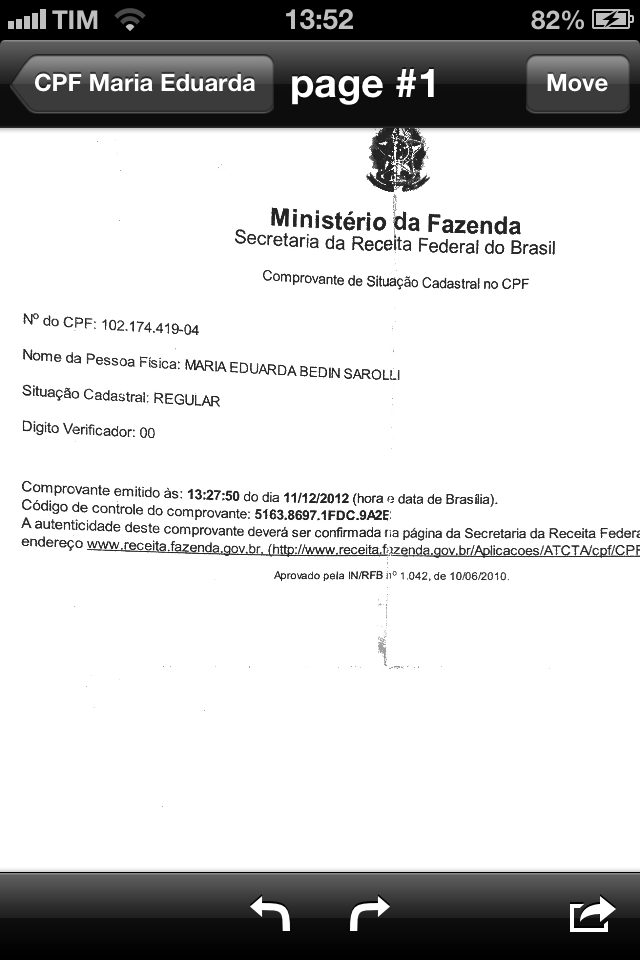 TIM 13:52 82%
CPF Maria Eduarda page #1 Move
Ministério da Fazenda
Secretaria da Receita Federal do Brasil
Comprovante de Situação Cadastral no CPF
Nº do CPF: 102.174.419-04
Nome da Pessoa Física: MARIA EDUARDA BEDIN SAROLLI
Situação Cadastral: REGULAR
Digito Verificador: 00
Comprovante emitido às: 13:27:50 do dia 11/12/2012 (hora e data de Brasília).
Código de controle do comprovante: 5163.8697.1FDC.9A2E
A autenticidade deste comprovante deverá ser confirmada na página da Secretaria da Receita Federa
endereço www.receita.fazenda.gov.br. (http://www.receita.fazenda.gov.br/Aplicacoes/ATCTA/cpf/CPF
Aprovado pela IN/RFB nº 1.042, de 10/06/2010.